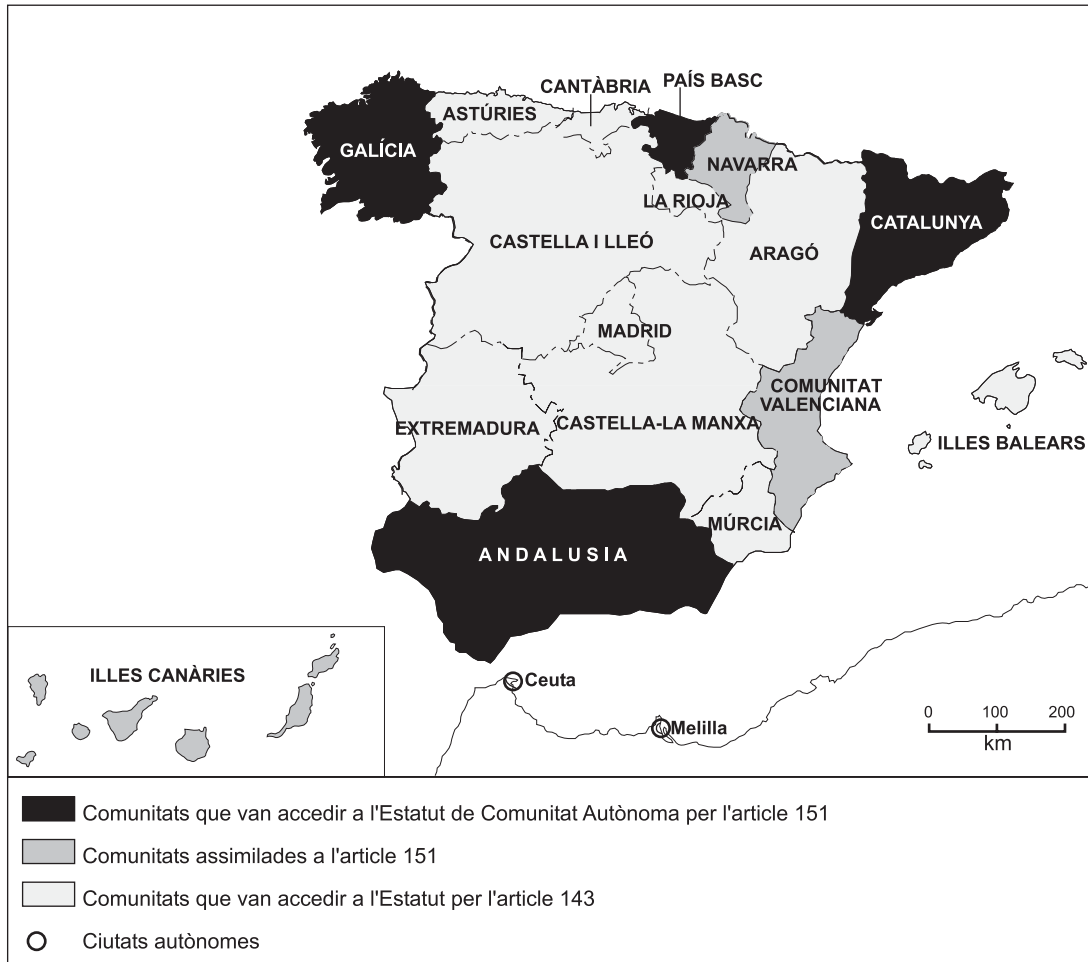 CANTÀBRIA
PAÍS BASC
ASTÚRIES
GALÍCIA
NAVARRA
LA RIOJA
CATALUNYA
CASTELLA I LLEÓ
ARAGÓ
MADRID
COMUNITAT
VALENCIANA
EXTREMADURA
CASTELLA-LA MANXA
ILLES BALEARS
MÚRCIA
ANDALUSIA
ILLES CANÀRIES
Ceuta
Melilla
0 100 200
km
Comunitats que van accedir a l'Estatut de Comunitat Autònoma per l'article 151
Comunitats assimilades a l'article 151
Comunitats que van accedir a l'Estatut per l'article 143
Ciutats autònomes